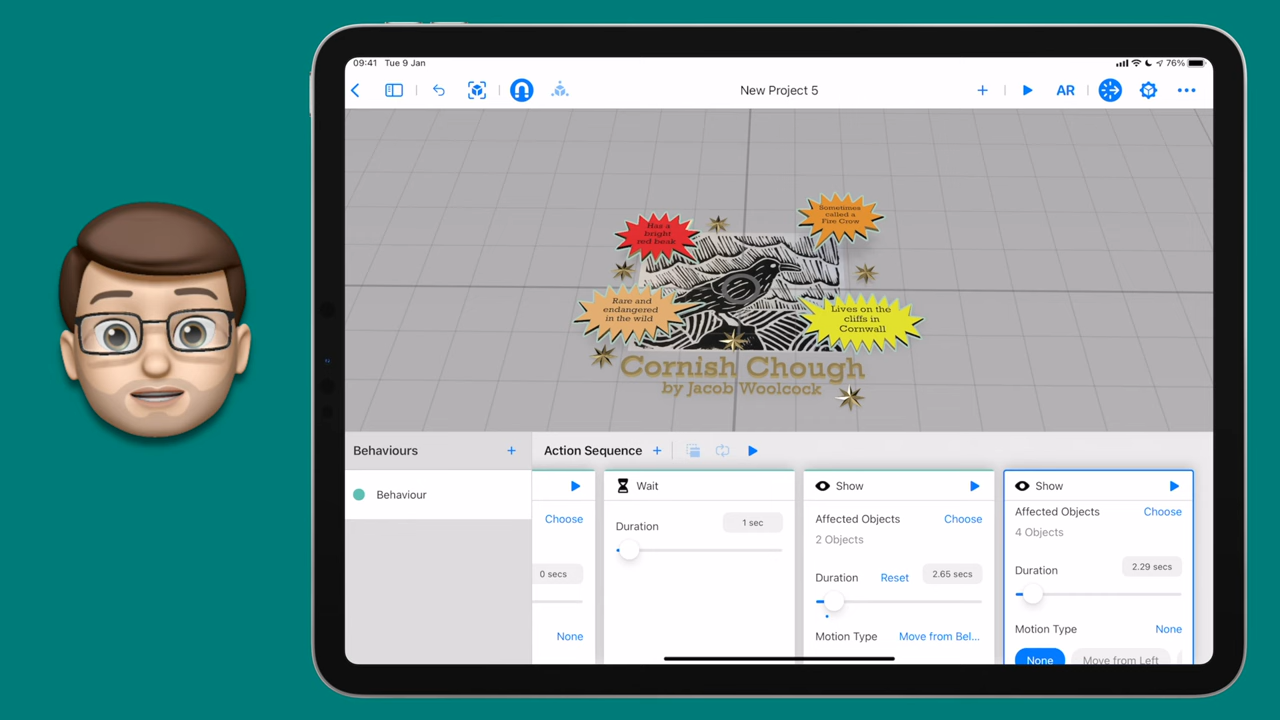 09:41 Tue 9 Jan
76%
New Project 5
AR
Has a
bright
red beak
Sometimes
called a
Fire Crow
Rare and
endangered
in the wild
Lives on the
cliffs in
Cornwall
Cornish Chough
by Jacob Woolcock
Behaviours +
Action Sequence +
Behaviour
Choose
0 secs
None
Wait
Duration 1 sec
Show
Affected Objects Choose
2 Objects
Duration Reset 2.65 secs
Motion Type Move from Bel...
Show
Affected Objects Choose
4 Objects
Duration 2.29 secs
Motion Type None
None Move from Left